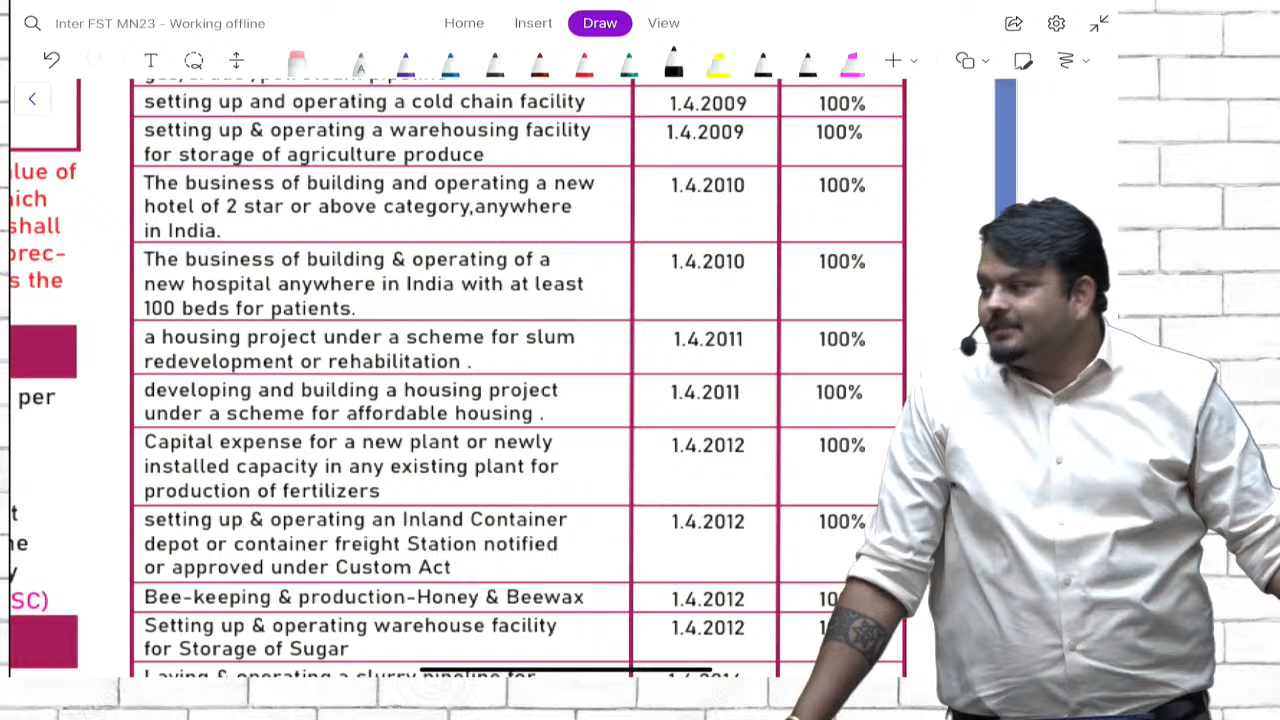 Inter FST MN23 - Working offline
Home
Insert
Draw
View
T
A
setting up and operating a cold chain facility 1.4.2009 100%
setting up & operating a warehousing facility 1.4.2009 100%
for storage of agriculture produce
The business of building and operating a new 1.4.2010 100%
hotel of 2 star or above category,anywhere
in India.
The business of building & operating of a 1.4.2010 100%
new hospital anywhere in India with at least
100 beds for patients.
a housing project under a scheme for slum 1.4.2011 100%
redevelopment or rehabilitation .
developing and building a housing project 1.4.2011 100%
under a scheme for affordable housing .
Capital expense for a new plant or newly 1.4.2012 100%
installed capacity in any existing plant for
production of fertilizers
setting up & operating an Inland Container 1.4.2012 100%
depot or container freight Station notified
or approved under Custom Act
Bee-keeping & production-Honey & Beewax 1.4.2012
Setting up & operating warehouse facility 1.4.2012
for Storage of Sugar
Laying & operating a slurry pipeline for
of
shall
s the
per
SC)